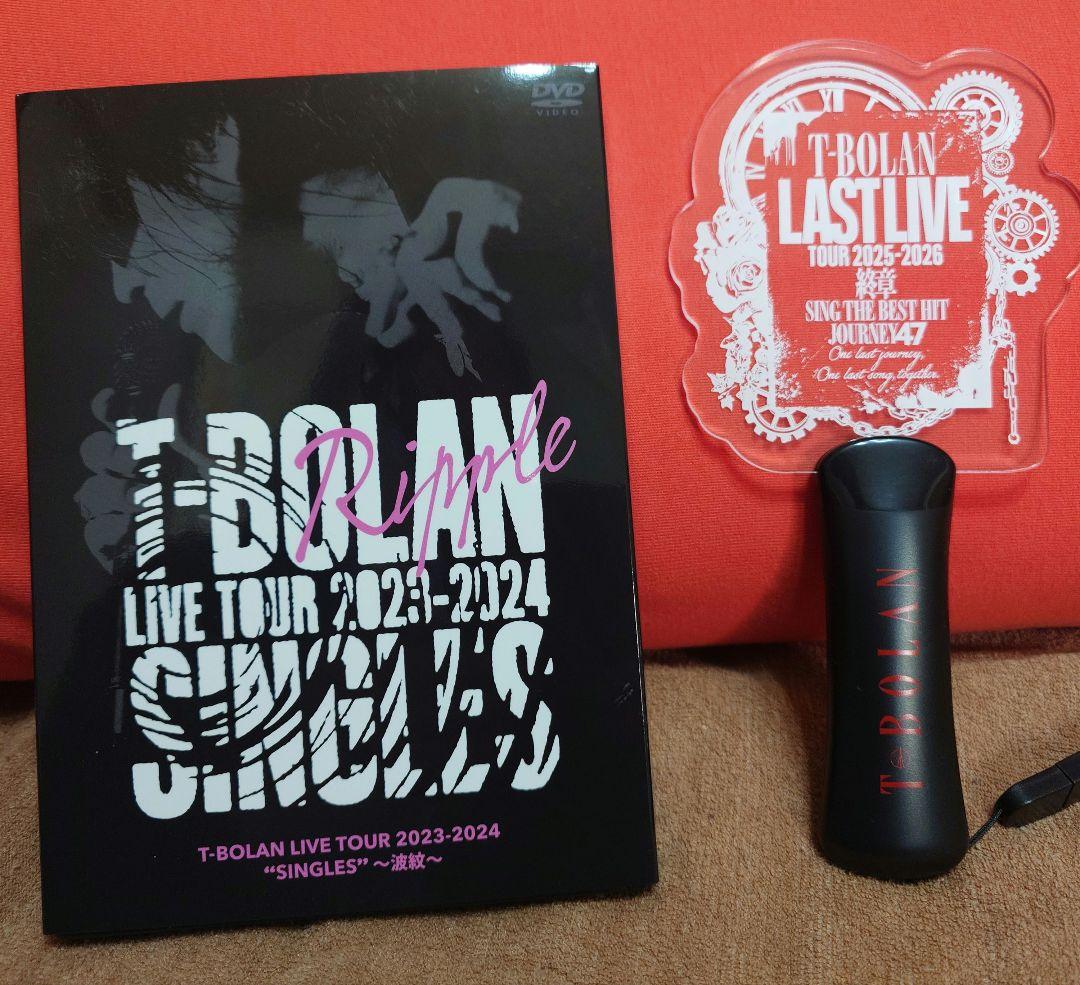 DVD
VIDEO
T-BOLAN
Ripple
LIVE TOUR 2023-2024
SINGLES
T-BOLAN LIVE TOUR 2023-2024
“SINGLES” ～波紋～
T-BOLAN
LAST LIVE
TOUR 2025-2026
終章
SING THE BEST HIT
JOURNEY47
One last journey,
One last song, together.
T-BOLAN